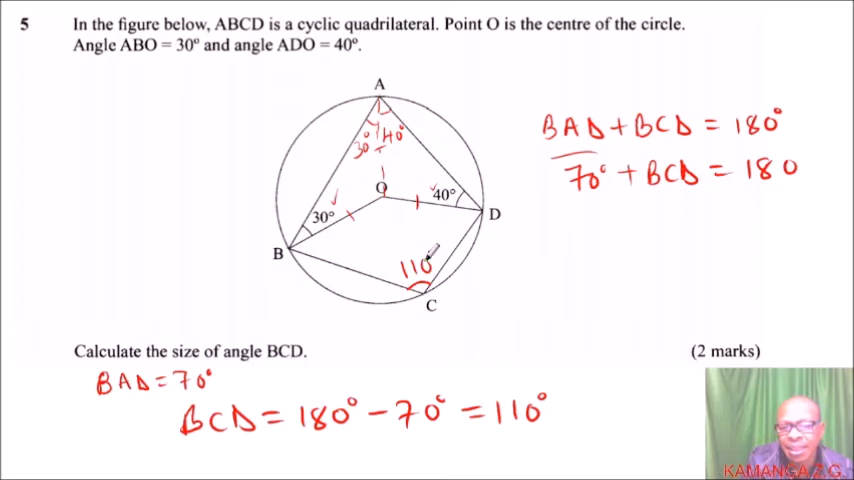 5 In the figure below, ABCD is a cyclic quadrilateral. Point O is the centre of the circle.
Angle ABO = 30° and angle ADO = 40°.
A
30° 40°
BAD + BCD = 180°
70° + BCD = 180
O
30°
40°
D
B
110
C
Calculate the size of angle BCD. (2 marks)
BAD = 70°
BCD = 180° - 70° = 110°
KAMANGA Z.G.